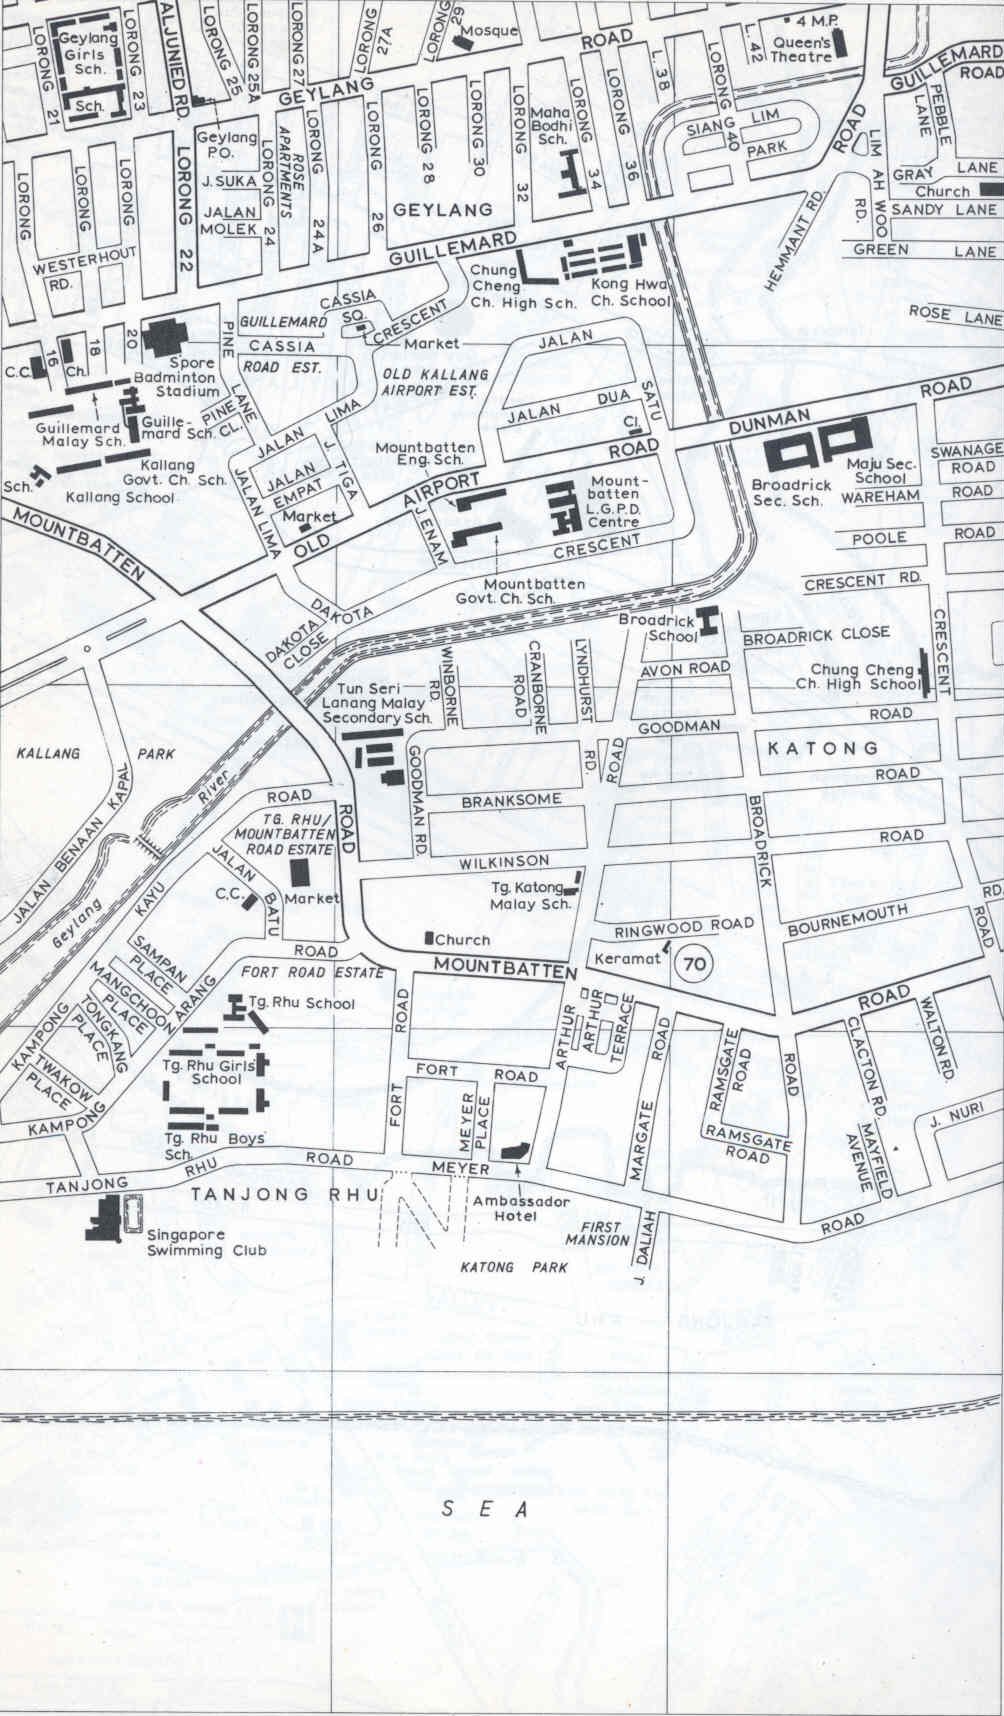 Geylang
Girls
Sch.
Sch.
LORONG
21
LORONG
23
ALJUNIED RD.
LORONG 25
LORONG 25A
LORONG 27
LORONG
27A
LORONG
29
Mosque
GEYLANG
ROAD
L. 38
LORONG
40
L. 42
4 M.P.
Queen's
Theatre
GUILLEMARD
ROAD
PEBBLE
LANE
Geylang
P.O.
J. SUKA
JALAN
MOLEK
LORONG
24
ROSE
APARTMENTS
LORONG
24A
LORONG
26
LORONG
28
LORONG 30
LORONG
32
Maha
Bodhi
Sch.
LORONG
34
LORONG
36
SIANG
LIM
PARK
ROAD
LIM
AH WOO
RD.
GRAY
LANE
Church
SANDY LANE
GREEN
LANE
LORONG
LORONG
LORONG
LORONG
22
GEYLANG
GUILLEMARD
HEMMANT RD.
WESTERHOUT
RD.
Chung
Cheng
Ch. High Sch.
Kong Hwa
Ch. School
ROSE LANE
C.C.
16
Ch.
18
20
Spore
Badminton
Stadium
PINE
LANE
GUILLEMARD
CASSIA
SQ.
CRESCENT
CASSIA
ROAD EST.
Market
OLD KALLANG
AIRPORT EST.
JALAN
SATU
JALAN
DUA
Cl.
ROAD
DUNMAN
ROAD
Guillemard
Malay Sch.
Guille-
mard Sch.
PINE
CL.
JALAN
LIMA
J.
TIGA
Mountbatten
Eng. Sch.
Kallang
Govt. Ch. Sch.
Sch.
Kallang School
JALAN LIMA
JALAN
EMPAT
Market
AIRPORT
OLD
J. ENAM
Mount-
batten
L.G.P.D.
Centre
CRESCENT
Broadrick
Sec. Sch.
Maju Sec.
School
SWANAGE
ROAD
WAREHAM
ROAD
POOLE
ROAD
CRESCENT RD.
MOUNTBATTEN
Mountbatten
Govt. Ch. Sch.
DAKOTA
DAKOTA
CLOSE
Broadrick
School
BROADRICK CLOSE
CRESCENT
Chung Cheng
Ch. High School
AVON ROAD
Tun Seri
Lanang Malay
Secondary Sch.
WINBORNE
RD.
CRANBORNE
ROAD
LYNDHURST
RD.
GOODMAN
ROAD
ROAD
KATONG
KALLANG
PARK
JALAN BENAAN KAPAL
River
Geylang
ROAD
TG. RHU/
MOUNTBATTEN
ROAD ESTATE
ROAD
GOODMAN RD.
BRANKSOME
ROAD
BROADRICK
WILKINSON
ROAD
JALAN
BATU
C.C.
Market
KAYU
Tg. Katong
Malay Sch.
RINGWOOD ROAD
BOURNEMOUTH
RD.
ROAD
Church
Keramat
70
MOUNTBATTEN
ROAD
SAMPAN
PLACE
MANGCHOON
PLACE
TONGKANG
PLACE
TWAKOW
PLACE
KAMPONG
ARANG
ROAD
KAMPONG
FORT ROAD ESTATE
Tg. Rhu School
Tg. Rhu Girls'
School
Tg. Rhu Boys'
Sch.
ROAD
FORT
FORT
ROAD
MEYER
PLACE
ARTHUR
ARTHUR
TERRACE
ROAD
MARGATE
RAMSGATE
ROAD
RAMSGATE
ROAD
ROAD
CLACTON RD.
WALTON RD.
MAYFIELD
AVENUE
J. NURI
TANJONG
RHU
ROAD
MEYER
ROAD
TANJONG RHU
Ambassador
Hotel
FIRST
MANSION
J. DALIAH
Singapore
Swimming Club
KATONG PARK
SEA